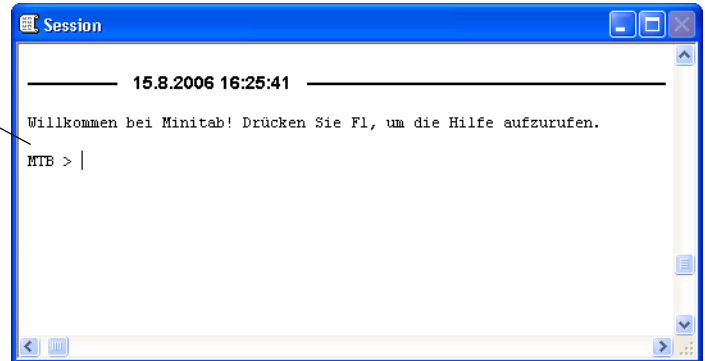 Session
15.8.2006 16:25:41
Willkommen bei Minitab! Drücken Sie F1, um die Hilfe aufzurufen.
MTB >